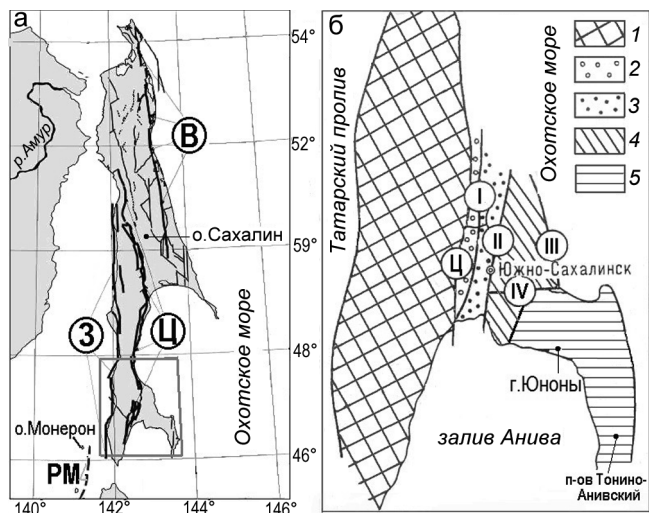 а
54°
52°
59°
48°
46°
140°
142°
144°
146°
р.Амур
В
о.Сахалин
З
Ц
Охотское море
о.Монерон
РМ
б
Татарский пролив
Охотское море
1
2
3
4
5
I
II
III
Ц
Южно-Сахалинск
IV
г.Юноны
залив Анива
п-ов Тонино-
Анивский